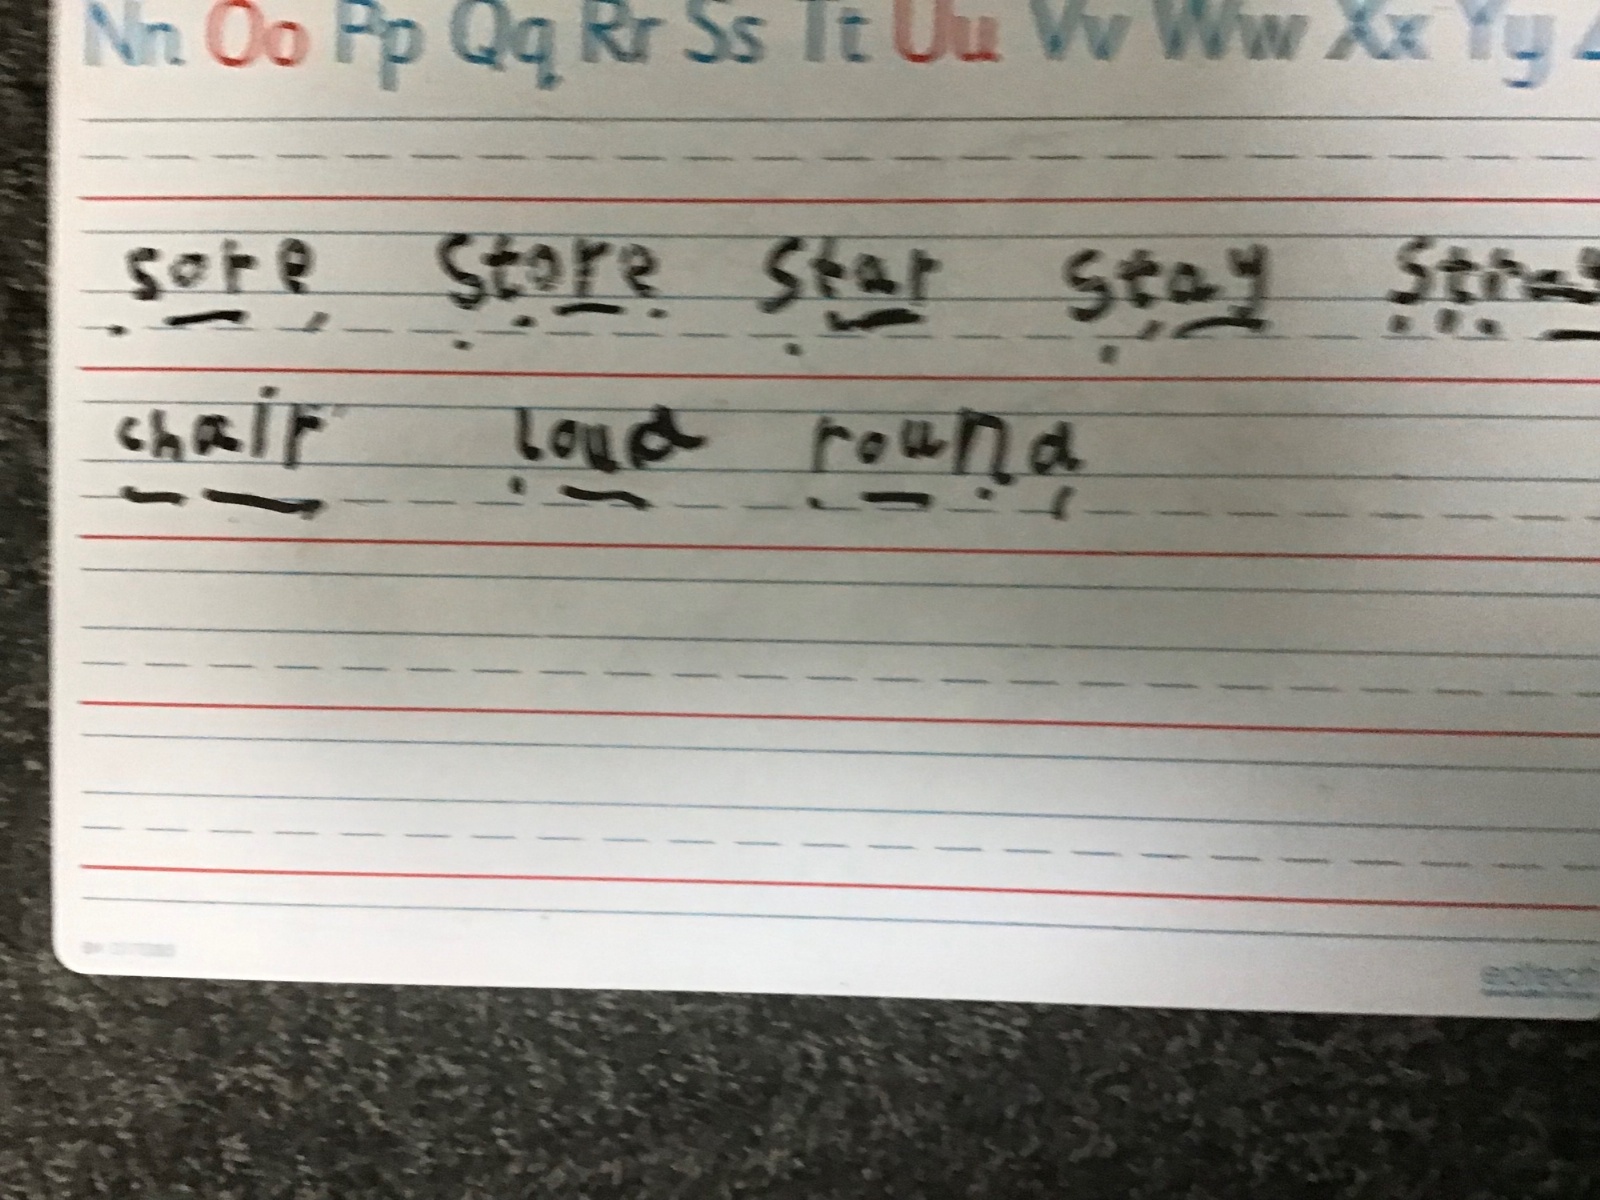 Nn Oo Pp Qq Rr Ss Tt Uu Vv Ww Xx Yy
sore store star stay stray
chair loud round